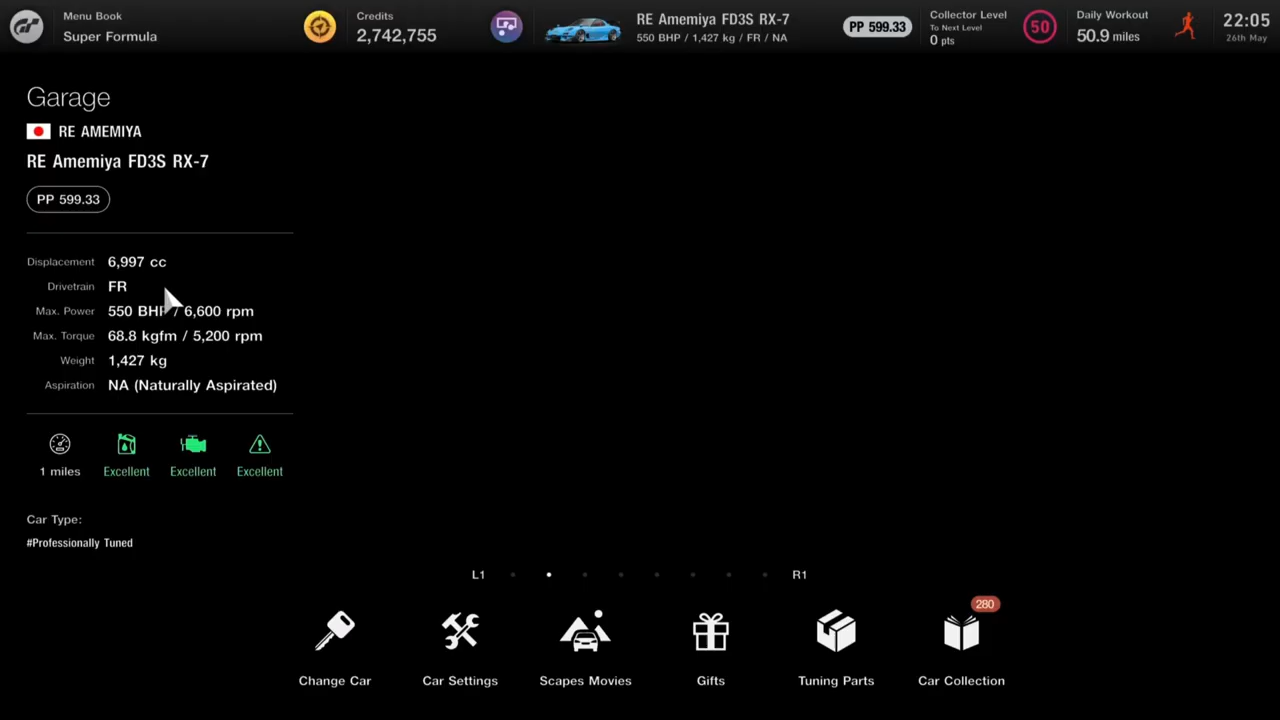 Menu Book
Super Formula
Credits
2,742,755
RE Amemiya FD3S RX-7
550 BHP / 1,427 kg / FR / NA
PP 599.33
Collector Level
To Next Level
0 pts
50
Daily Workout
50.9 miles
22:05
26th May
Garage
RE AMEMIYA
RE Amemiya FD3S RX-7
PP 599.33
Displacement 6,997 cc
Drivetrain FR
Max. Power 550 BHP / 6,600 rpm
Max. Torque 68.8 kgfm / 5,200 rpm
Weight 1,427 kg
Aspiration NA (Naturally Aspirated)
1 miles Excellent Excellent Excellent
Car Type:
#Professionally Tuned
L1 R1
280
Change Car Car Settings Scapes Movies Gifts Tuning Parts Car Collection